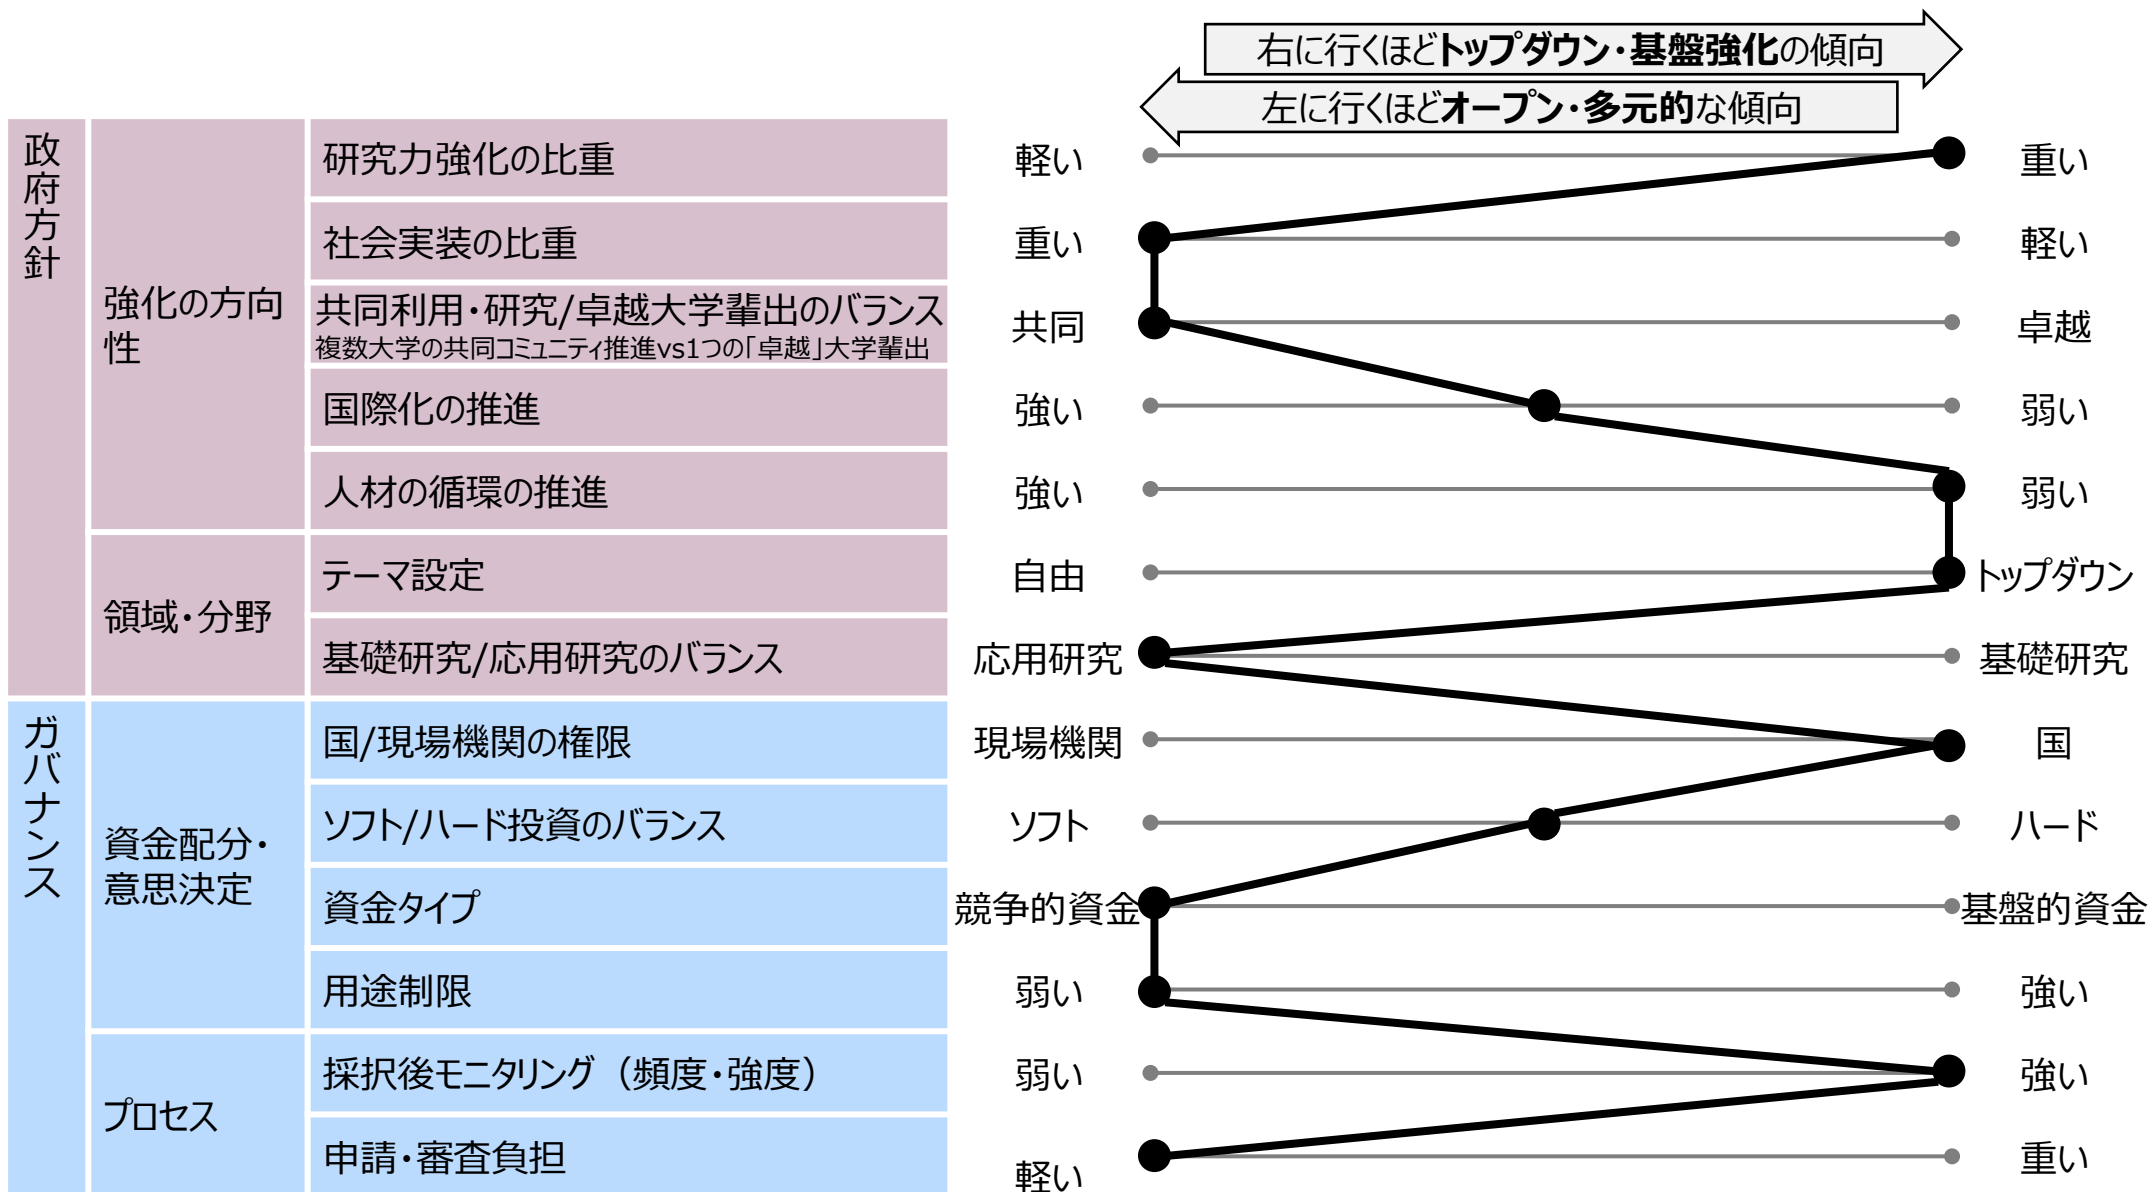 右に行くほどトップダウン・基盤強化の傾向
左に行くほどオープン・多元的な傾向
政府方針
強化の方向
性
研究力強化の比重
軽い
重い
社会実装の比重
重い
軽い
共同利用・研究/卓越大学輩出のバランス
複数大学の共同コミュニティ推進vs1つの「卓越」大学輩出
共同
卓越
国際化の推進
強い
弱い
人材の循環の推進
強い
弱い
領域・分野
テーマ設定
自由
トップダウン
基礎研究/応用研究のバランス
応用研究
基礎研究
ガバナンス
資金配分・
意思決定
国/現場機関の権限
現場機関
国
ソフト/ハード投資のバランス
ソフト
ハード
資金タイプ
競争的資金
基盤的資金
用途制限
弱い
強い
プロセス
採択後モニタリング（頻度・強度）
弱い
強い
申請・審査負担
軽い
重い